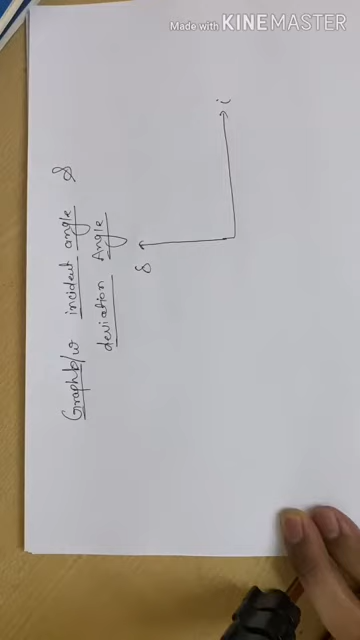 Made with KINEMASTER
Graph b/w incident angle &
deviation Angle
δ
i